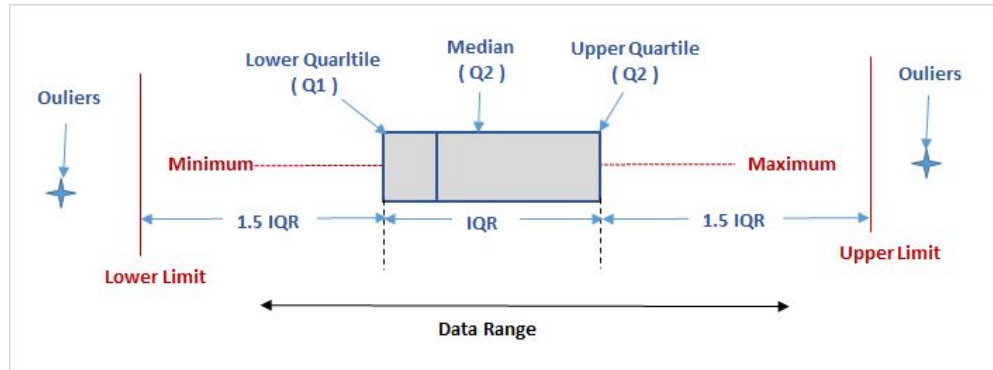 Lower Quarltile
( Q1 )
Median
( Q2 )
Upper Quartile
( Q2 )
Ouliers
Ouliers
Minimum
Maximum
1.5 IQR
IQR
1.5 IQR
Lower Limit
Upper Limit
Data Range